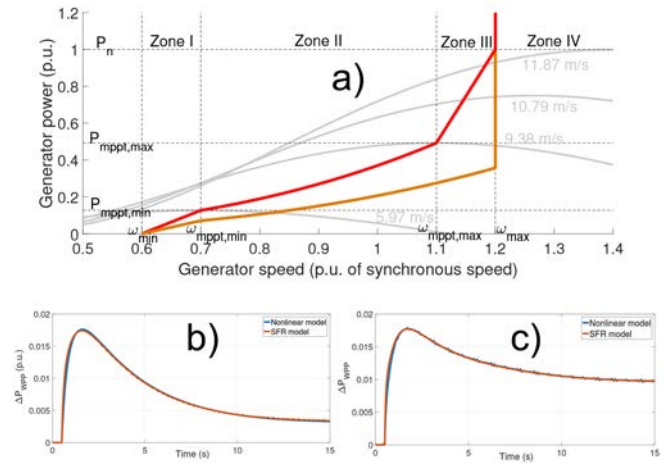 1.2
P_n Zone I Zone II Zone III Zone IV
1
a)
11.87 m/s
0.8
10.79 m/s
0.6
9.38 m/s
P_mppt,max
0.4
0.2
P_mppt,min
5.97 m/s
0
ω_min ω_mppt,min ω_mppt,max ω_max
0.5 0.6 0.7 0.8 0.9 1 1.1 1.2 1.3 1.4
Generator power (p.u.)
Generator speed (p.u. of synchronous speed)
0.02
b)
Nonlinear model
SFR model
0.015
0.01
0.005
0
0 5 10 15
ΔP_WPP (p.u.)
Time (s)
0.02
c)
Nonlinear model
SFR model
0.015
0.01
0.005
0
0 5 10 15
ΔP_WPP (p.u.)
Time (s)